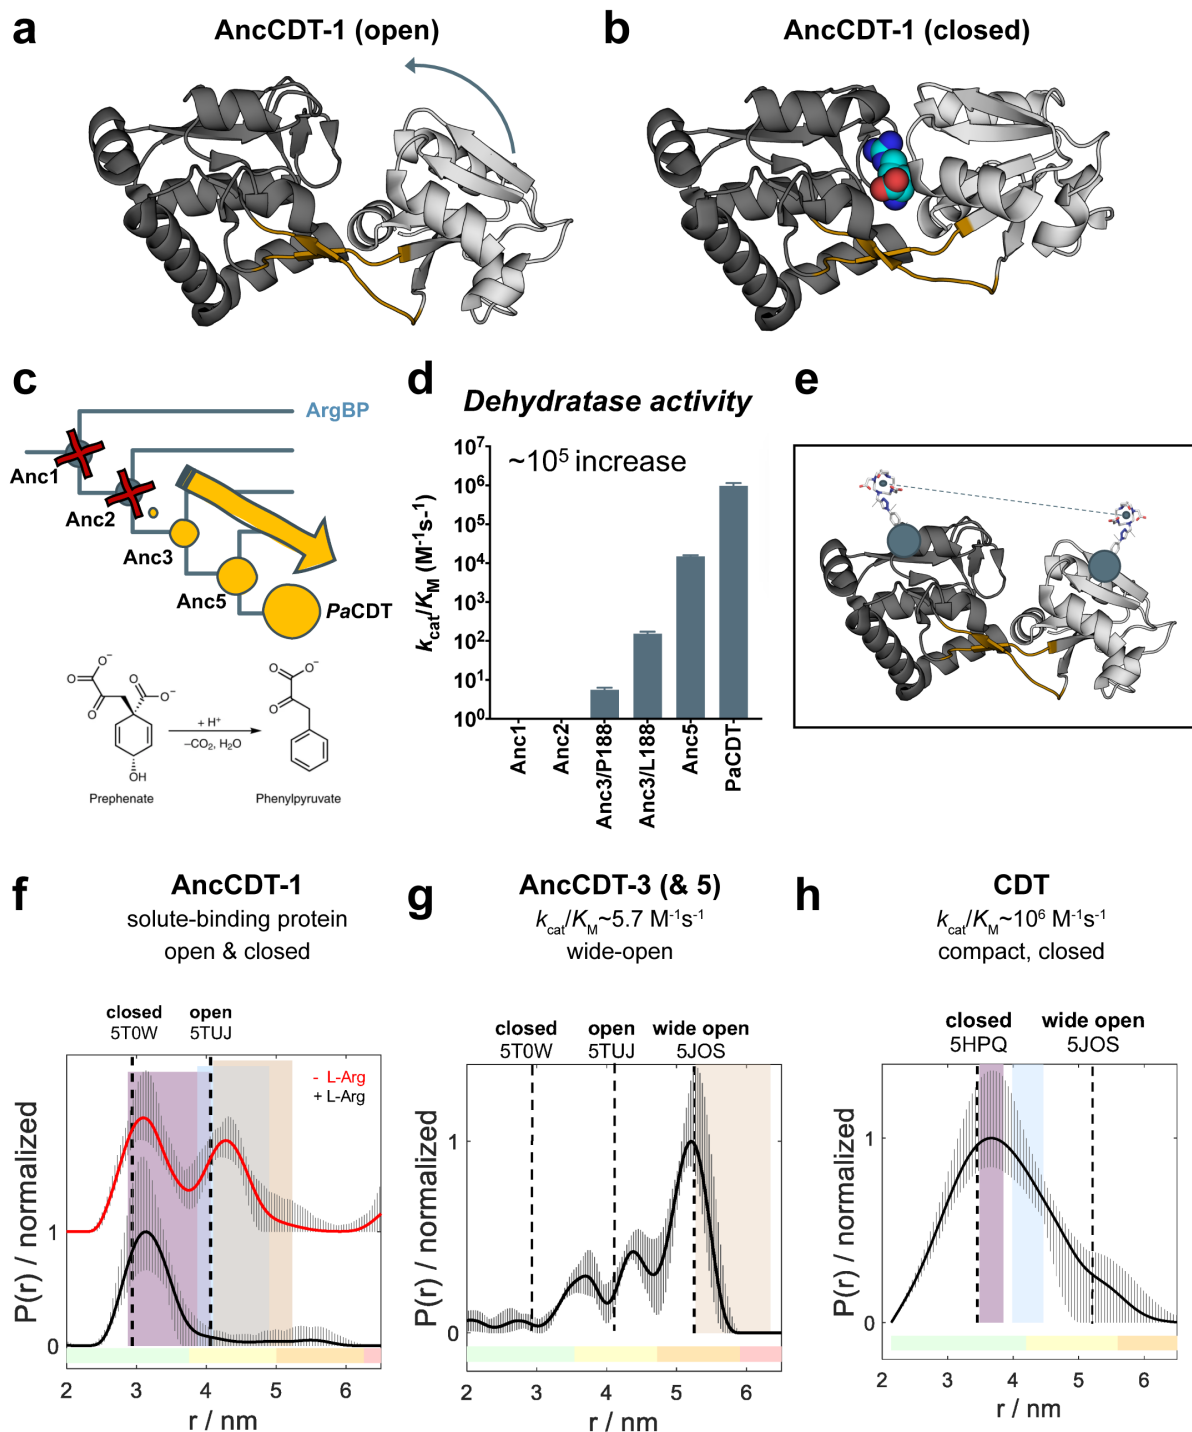 a
AncCDT-1 (open)
b
AncCDT-1 (closed)
c
ArgBP
Anc1
Anc2
Anc3
Anc5
PaCDT
O
O⁻
O
O⁻
O
OH
+ H⁺
–CO₂, H₂O
O
O⁻
O
Prephenate
Phenylpyruvate
d
Dehydratase activity
~10⁵ increase
kcat/KM (M⁻¹s⁻¹)
10⁷
10⁶
10⁵
10⁴
10³
10²
10¹
10⁰
Anc1
Anc2
Anc3/P188
Anc3/L188
Anc5
PaCDT
e
f
AncCDT-1
solute-binding protein
open & closed
closed
5T0W
open
5TUJ
- L-Arg
+ L-Arg
P(r) / normalized
1
0
2 3 4 5 6
r / nm
g
AncCDT-3 (& 5)
kcat/KM~5.7 M⁻¹s⁻¹
wide-open
closed
5T0W
open
5TUJ
wide open
5JOS
P(r) / normalized
1
0
2 3 4 5 6
r / nm
h
CDT
kcat/KM~10⁶ M⁻¹s⁻¹
compact, closed
closed
5HPQ
wide open
5JOS
P(r) / normalized
1
0
2 3 4 5 6
r / nm